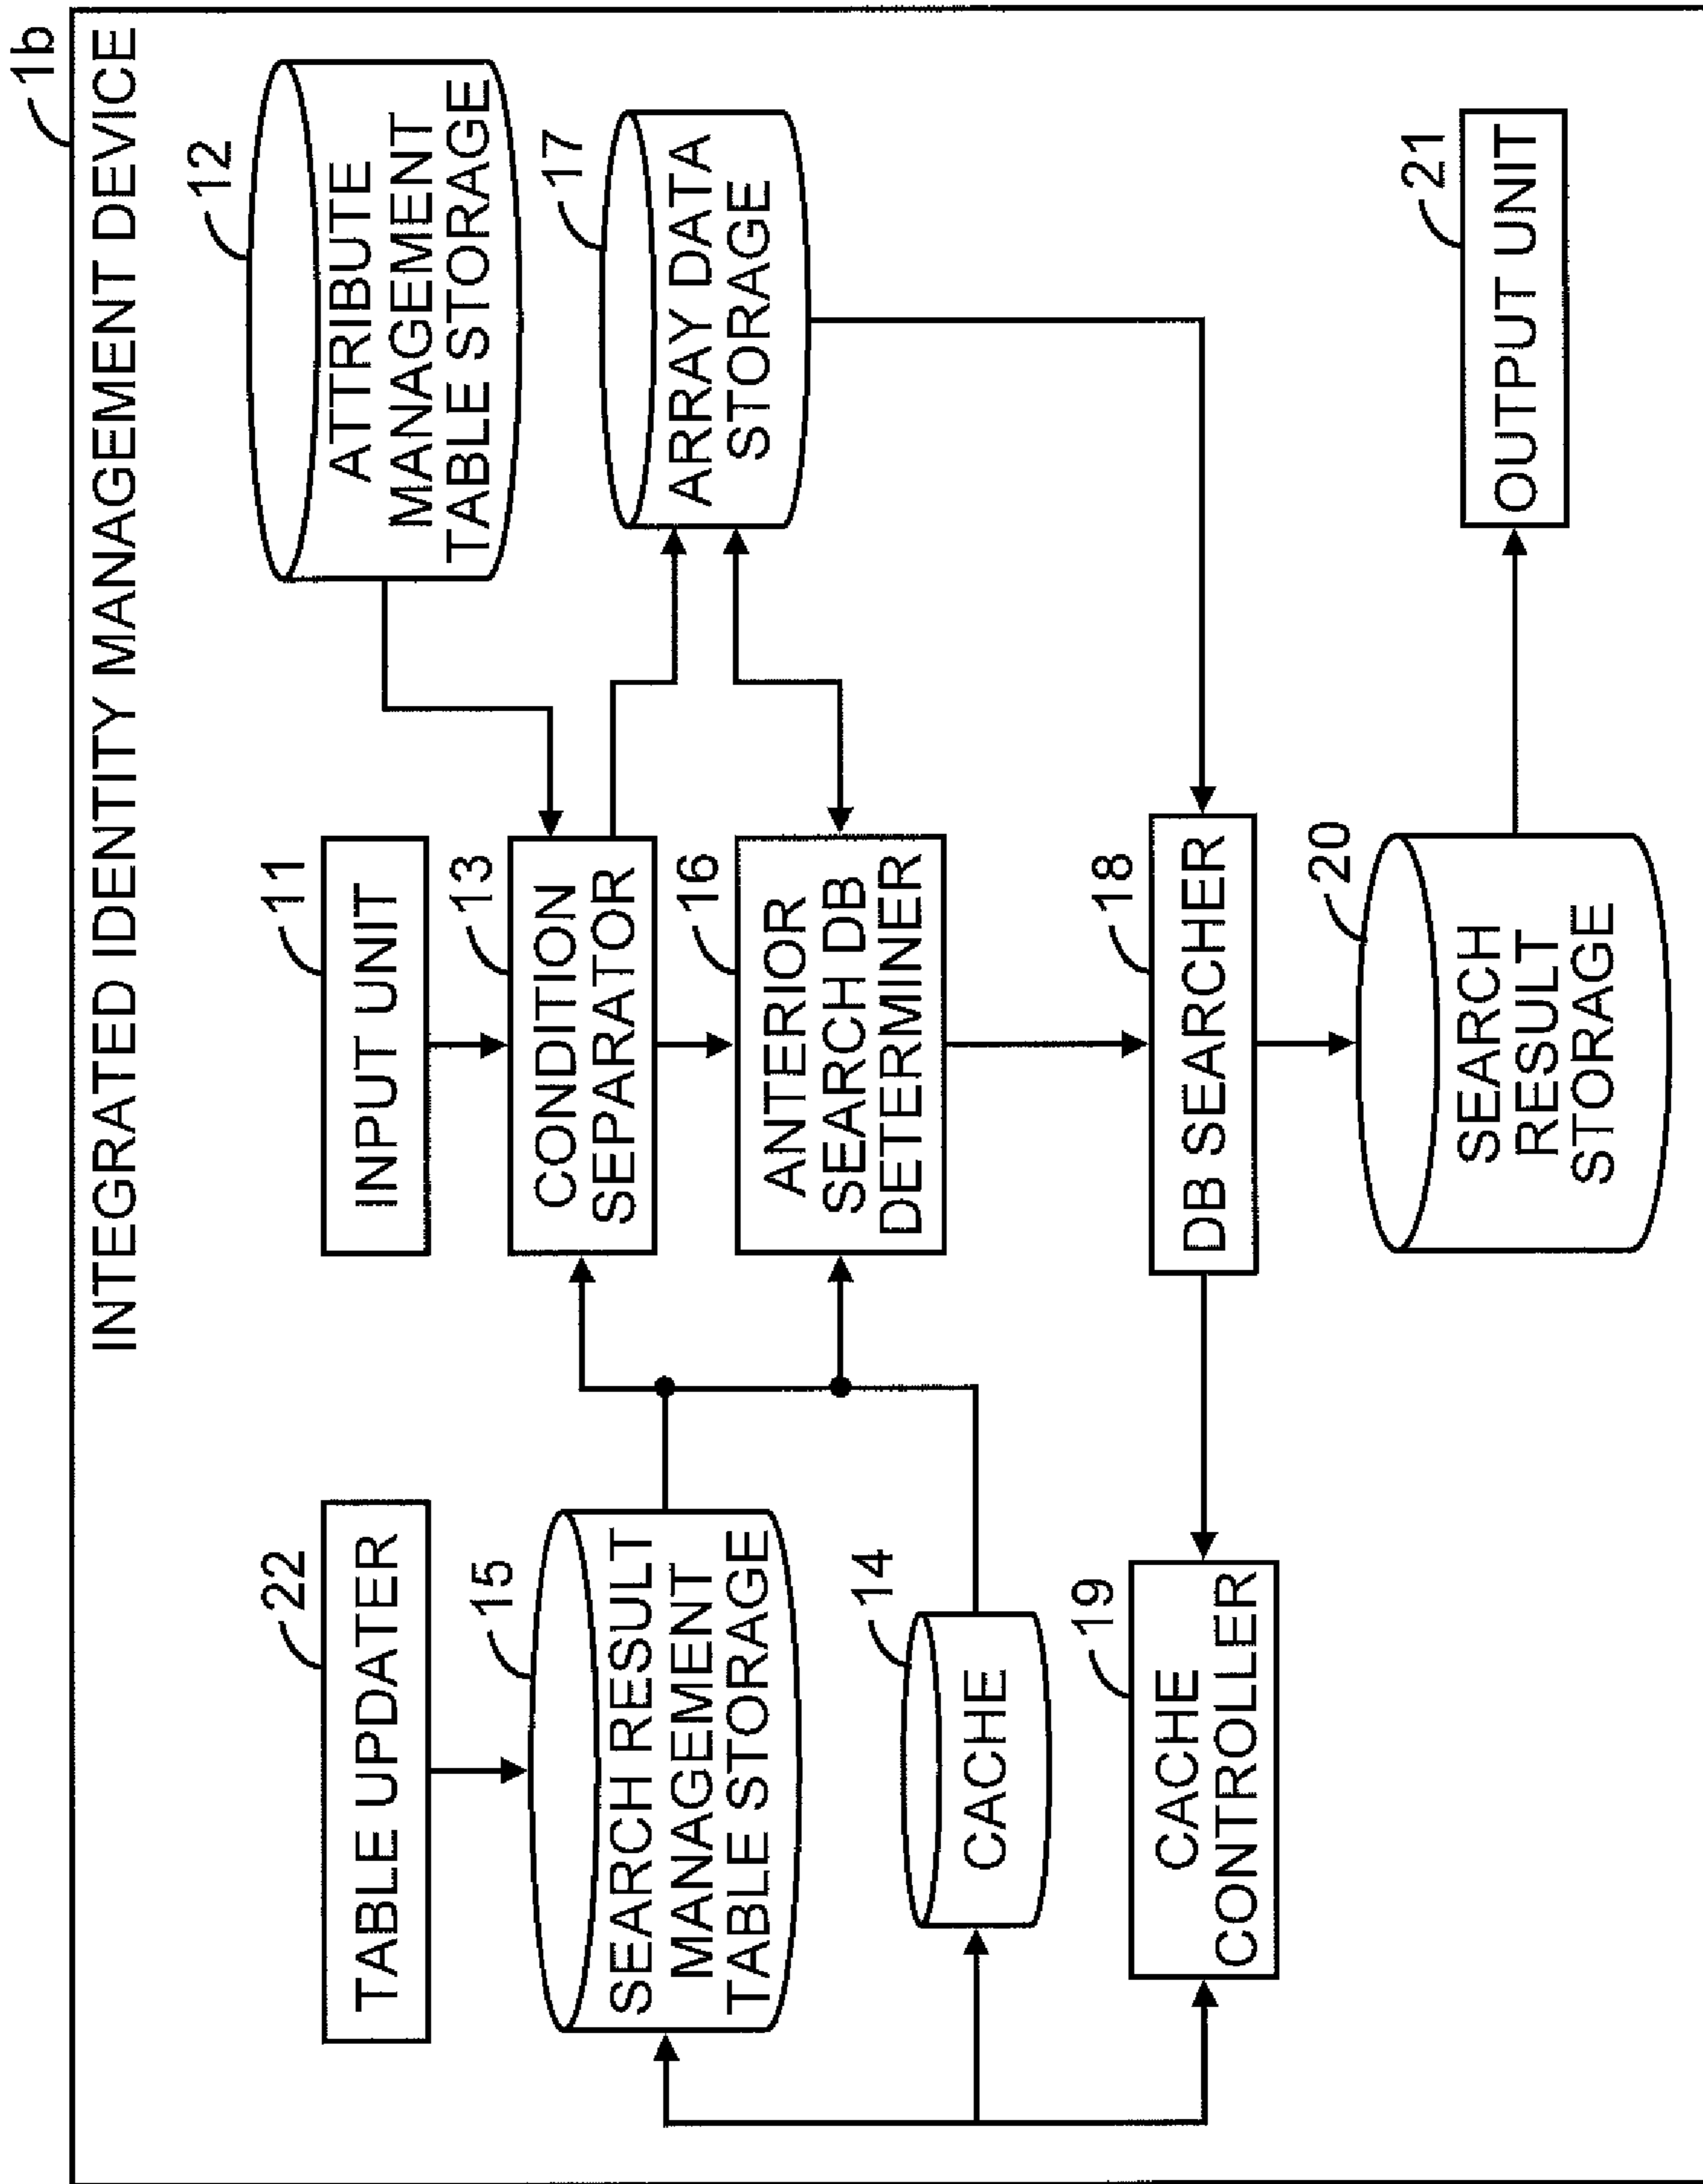 1b
INTEGRATED IDENTITY MANAGEMENT DEVICE
22
TABLE UPDATER
11
INPUT UNIT
12
ATTRIBUTE
MANAGEMENT
TABLE STORAGE
15
SEARCH RESULT
MANAGEMENT
TABLE STORAGE
13
CONDITION
SEPARATOR
17
ARRAY DATA
STORAGE
16
ANTERIOR
SEARCH DB
DETERMINER
14
CACHE
19
CACHE
CONTROLLER
18
DB SEARCHER
20
SEARCH
RESULT
STORAGE
21
OUTPUT UNIT